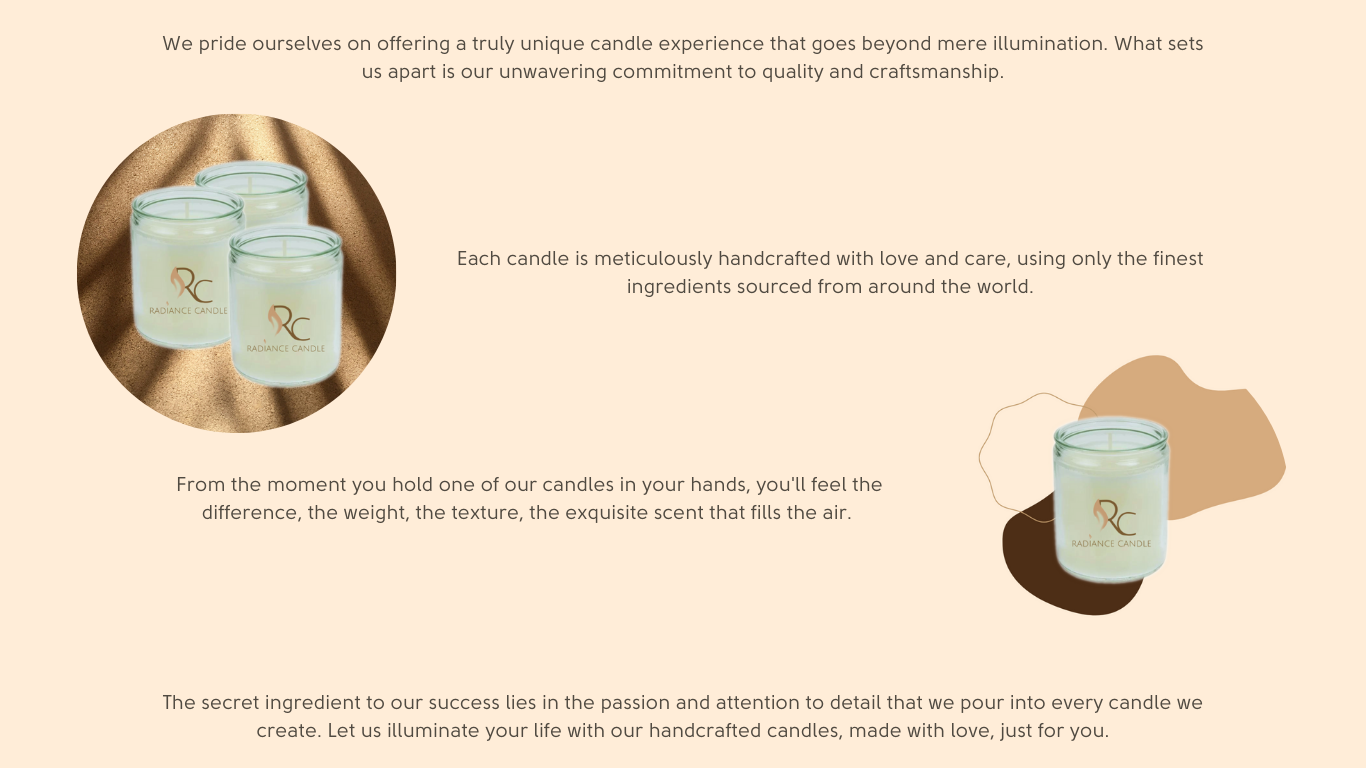 We pride ourselves on offering a truly unique candle experience that goes beyond mere illumination. What sets
us apart is our unwavering commitment to quality and craftsmanship.
Each candle is meticulously handcrafted with love and care, using only the finest
ingredients sourced from around the world.
RC
RADIANCE CANDLE
RC
RADIANCE CANDLE
From the moment you hold one of our candles in your hands, you'll feel the
difference, the weight, the texture, the exquisite scent that fills the air.
RC
RADIANCE CANDLE
The secret ingredient to our success lies in the passion and attention to detail that we pour into every candle we
create. Let us illuminate your life with our handcrafted candles, made with love, just for you.